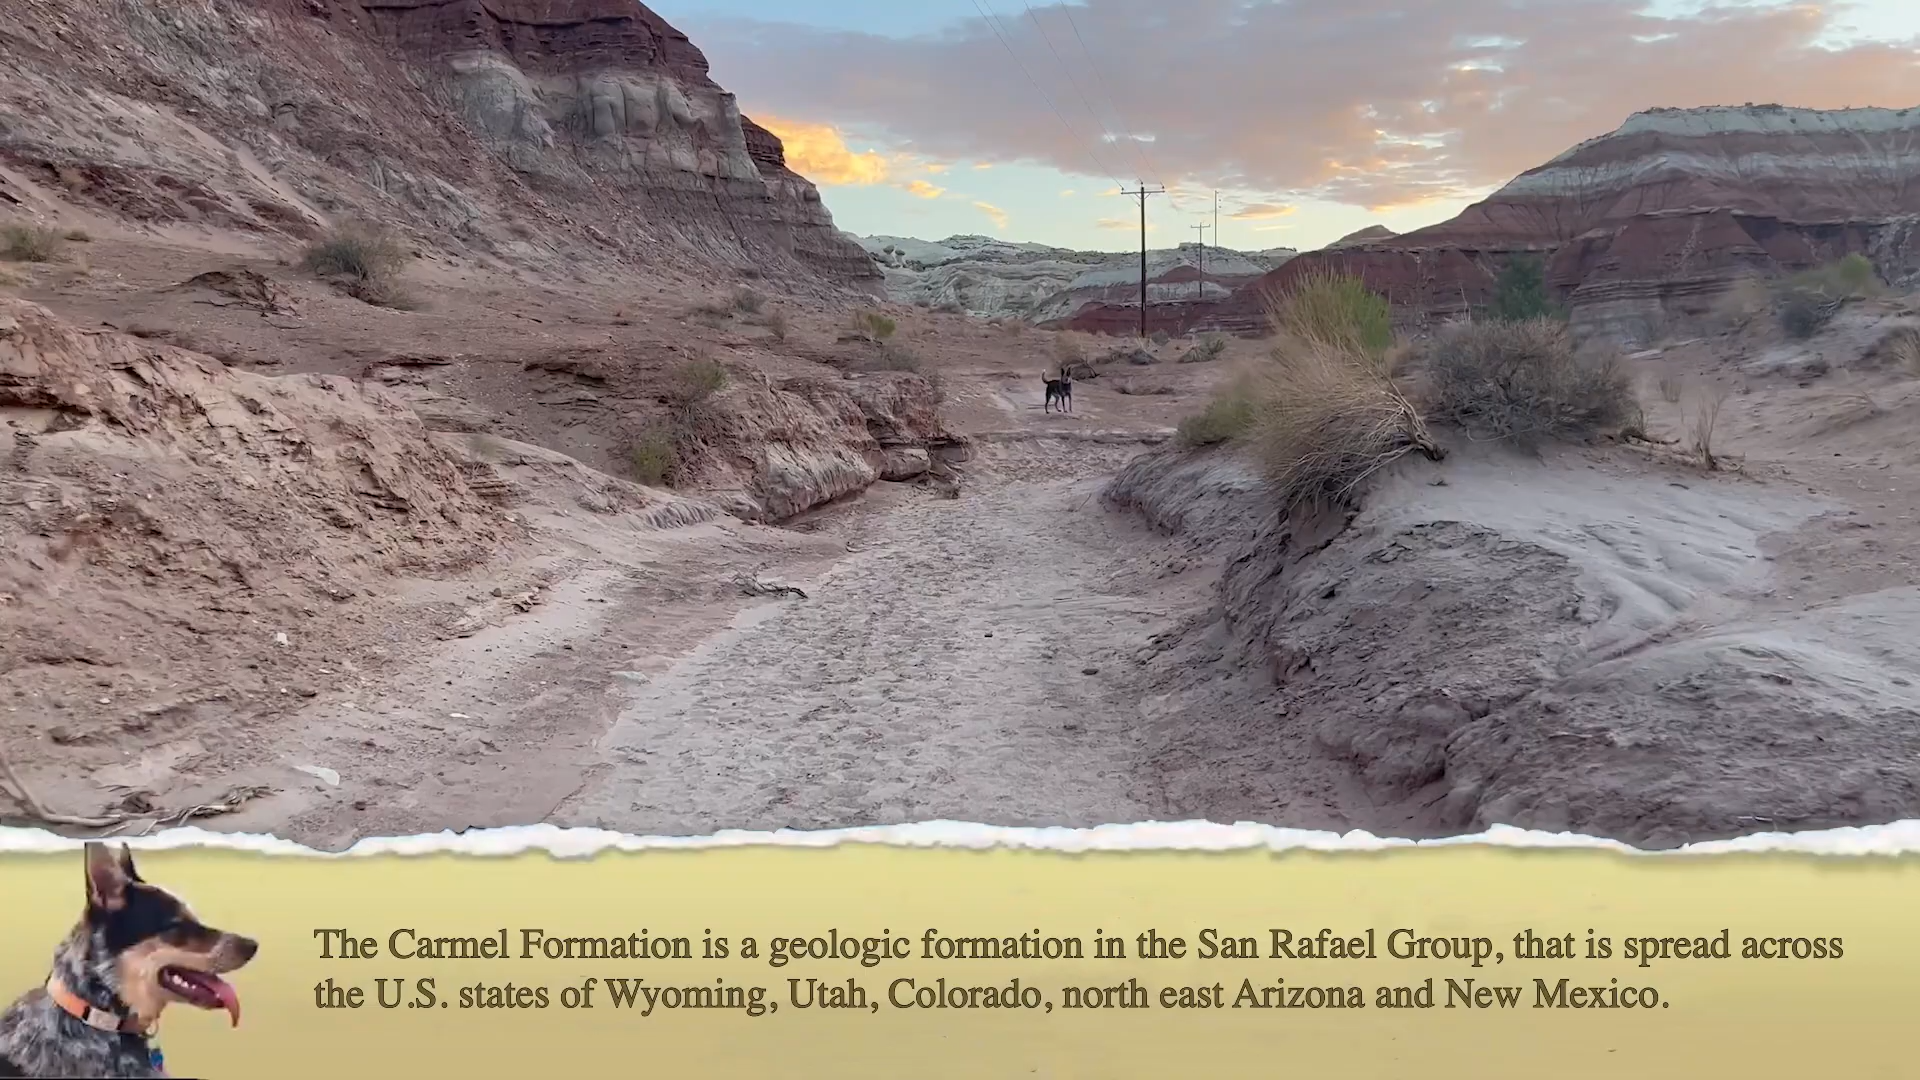 The Carmel Formation is a geologic formation in the San Rafael Group, that is spread across
the U.S. states of Wyoming, Utah, Colorado, north east Arizona and New Mexico.